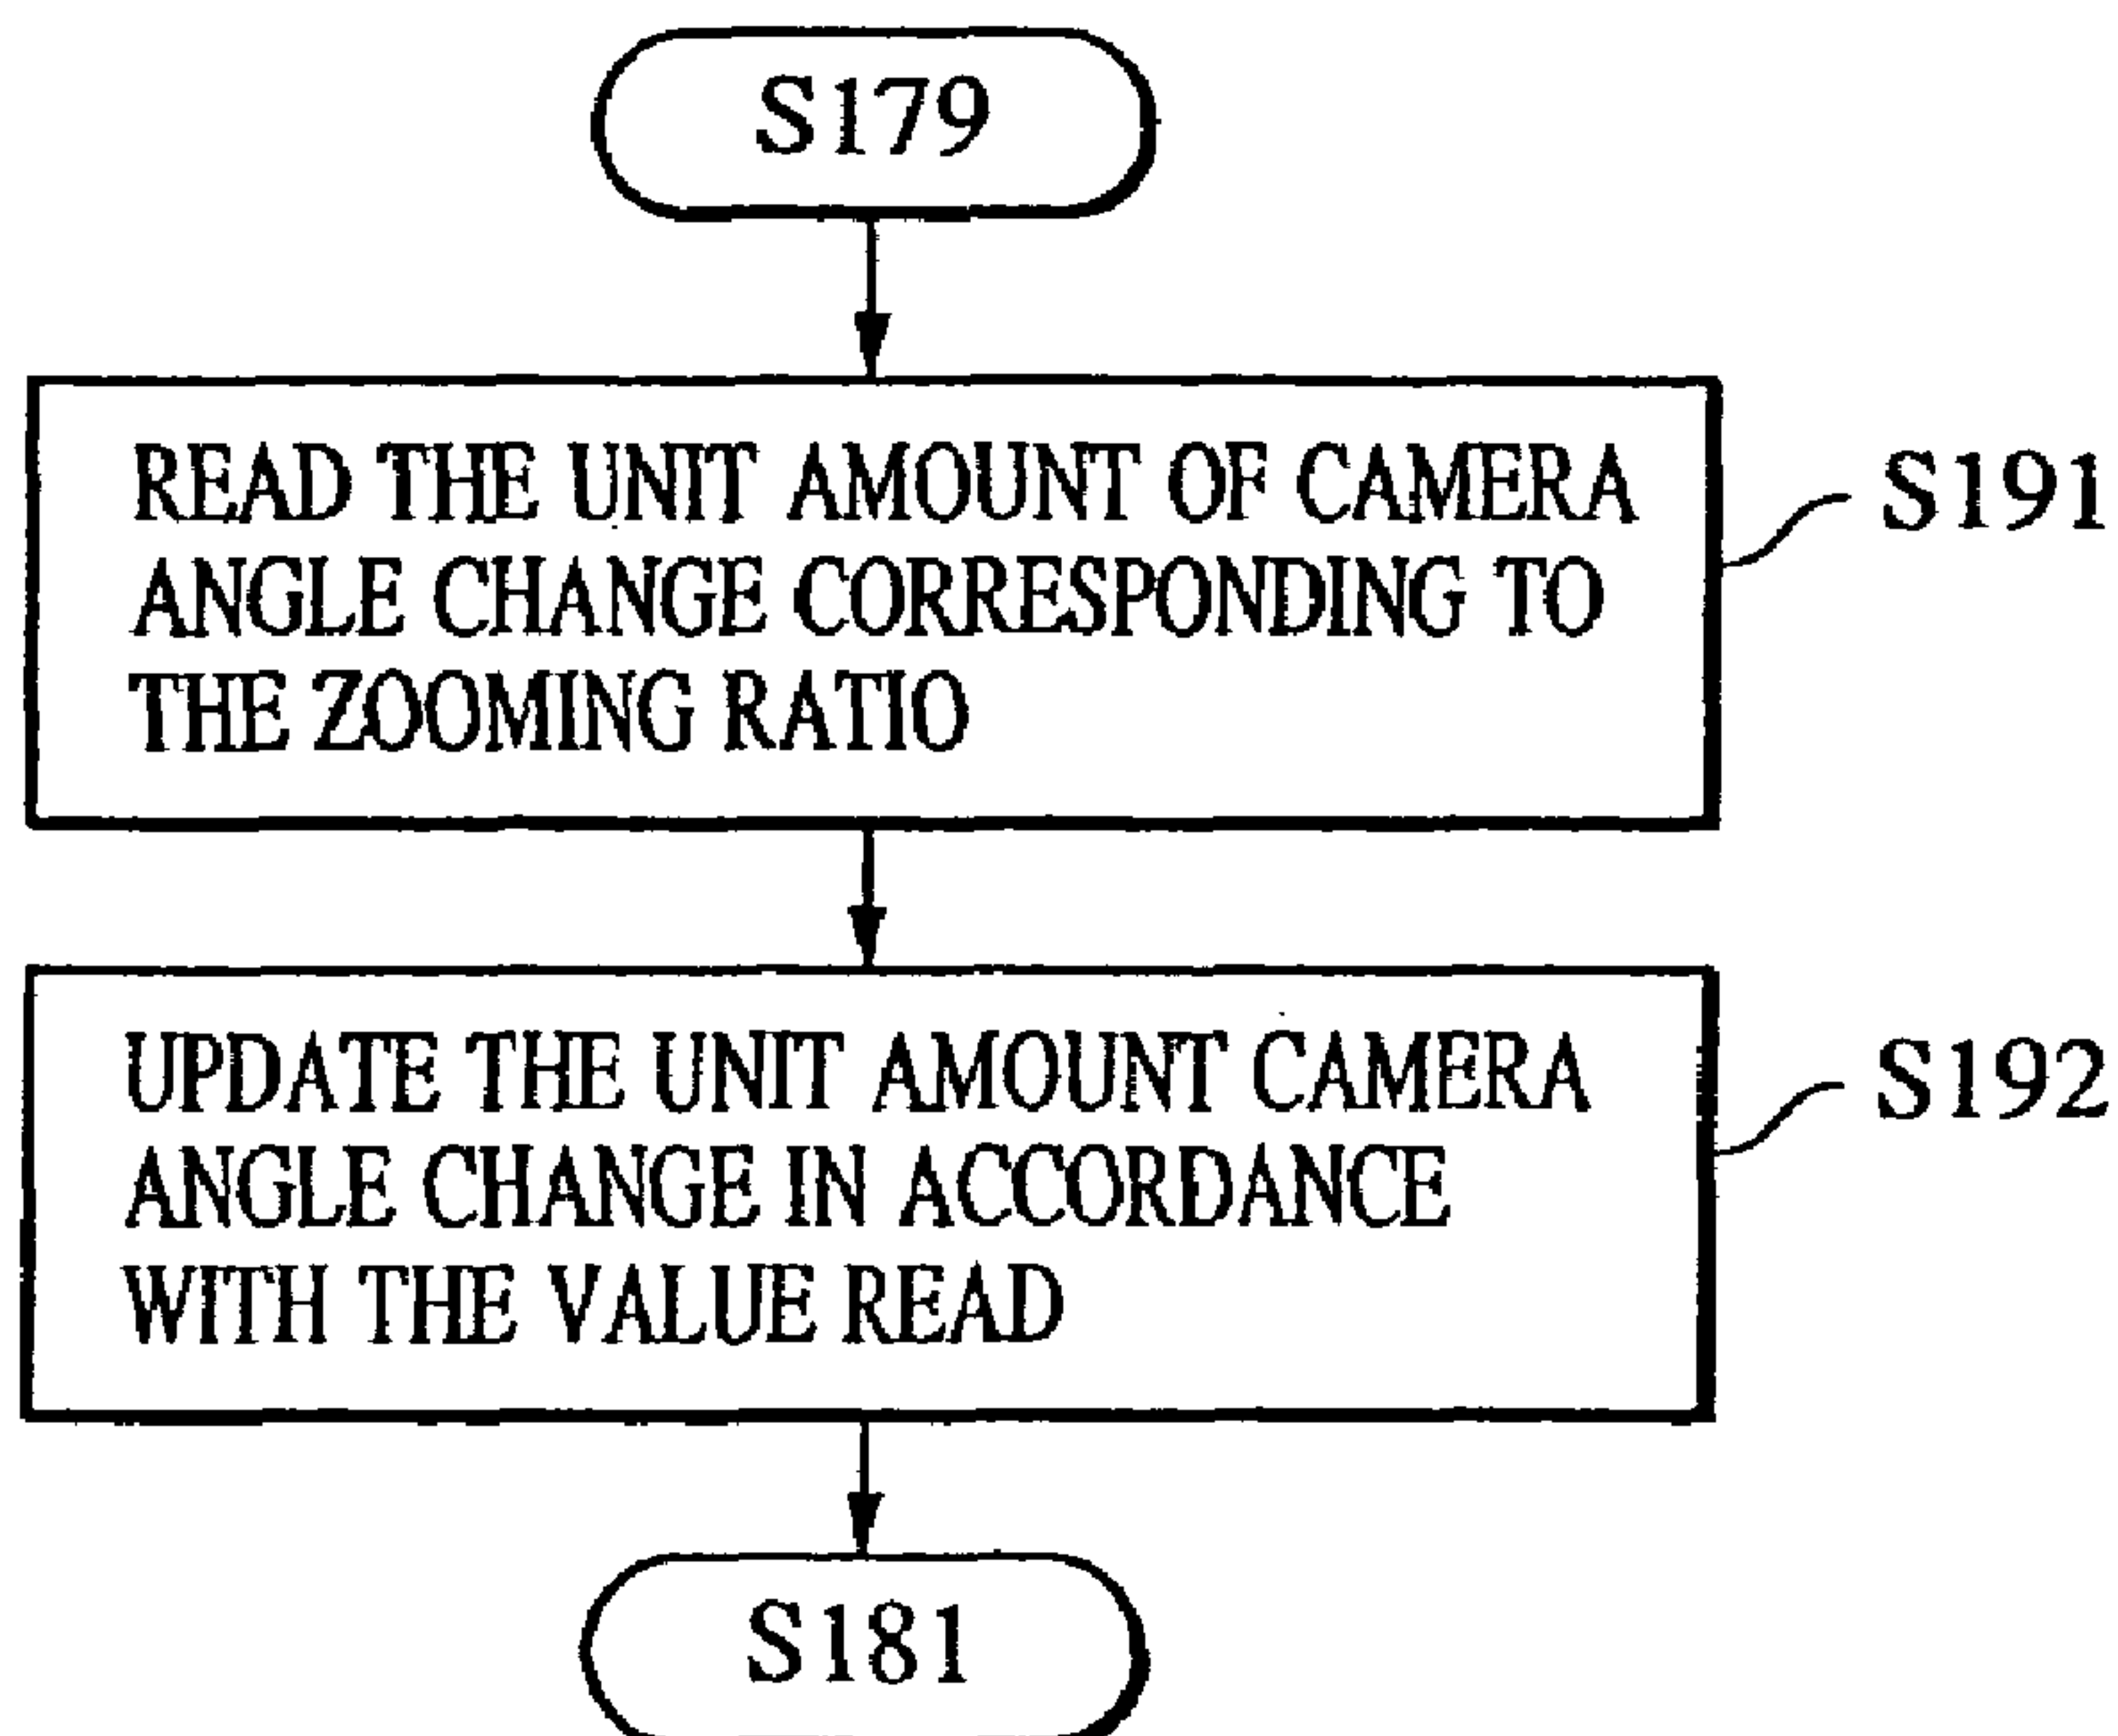 S179
READ THE UNIT AMOUNT OF CAMERA
ANGLE CHANGE CORRESPONDING TO
THE ZOOMING RATIO
S191
UPDATE THE UNIT AMOUNT CAMERA
ANGLE CHANGE IN ACCORDANCE
WITH THE VALUE READ
S192
S181